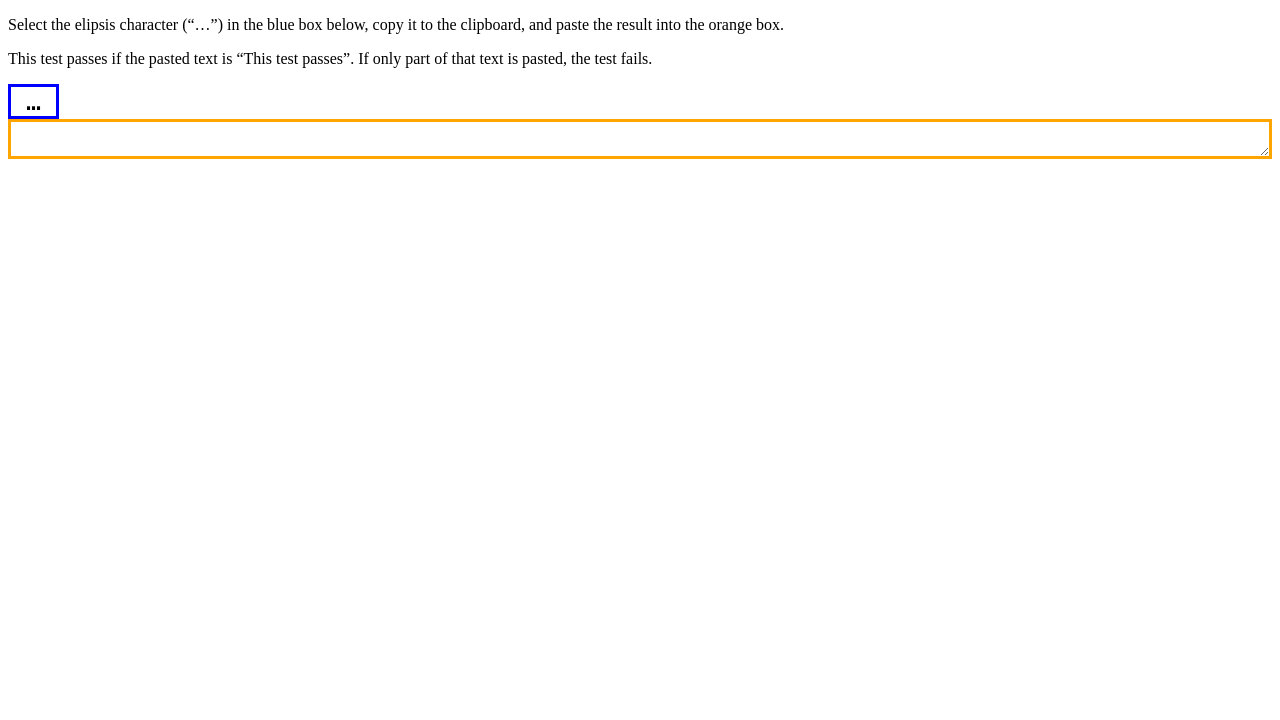 Select the elipsis character (“…”) in the blue box below, copy it to the clipboard, and paste the result into the orange box.
This test passes if the pasted text is “This test passes”. If only part of that text is pasted, the test fails.
…